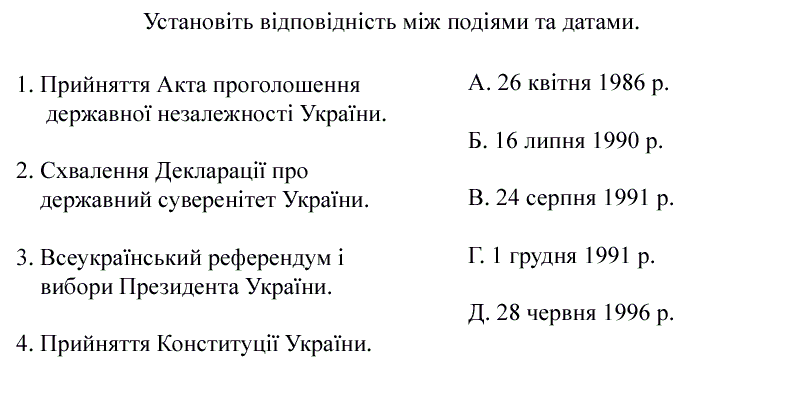 Установіть відповідність між подіями та датами.
1. Прийняття Акта проголошення
державної незалежності України.
2. Схвалення Декларації про
державний суверенітет України.
3. Всеукраїнський референдум і
вибори Президента України.
4. Прийняття Конституції України.
А. 26 квітня 1986 р.
Б. 16 липня 1990 р.
В. 24 серпня 1991 р.
Г. 1 грудня 1991 р.
Д. 28 червня 1996 р.